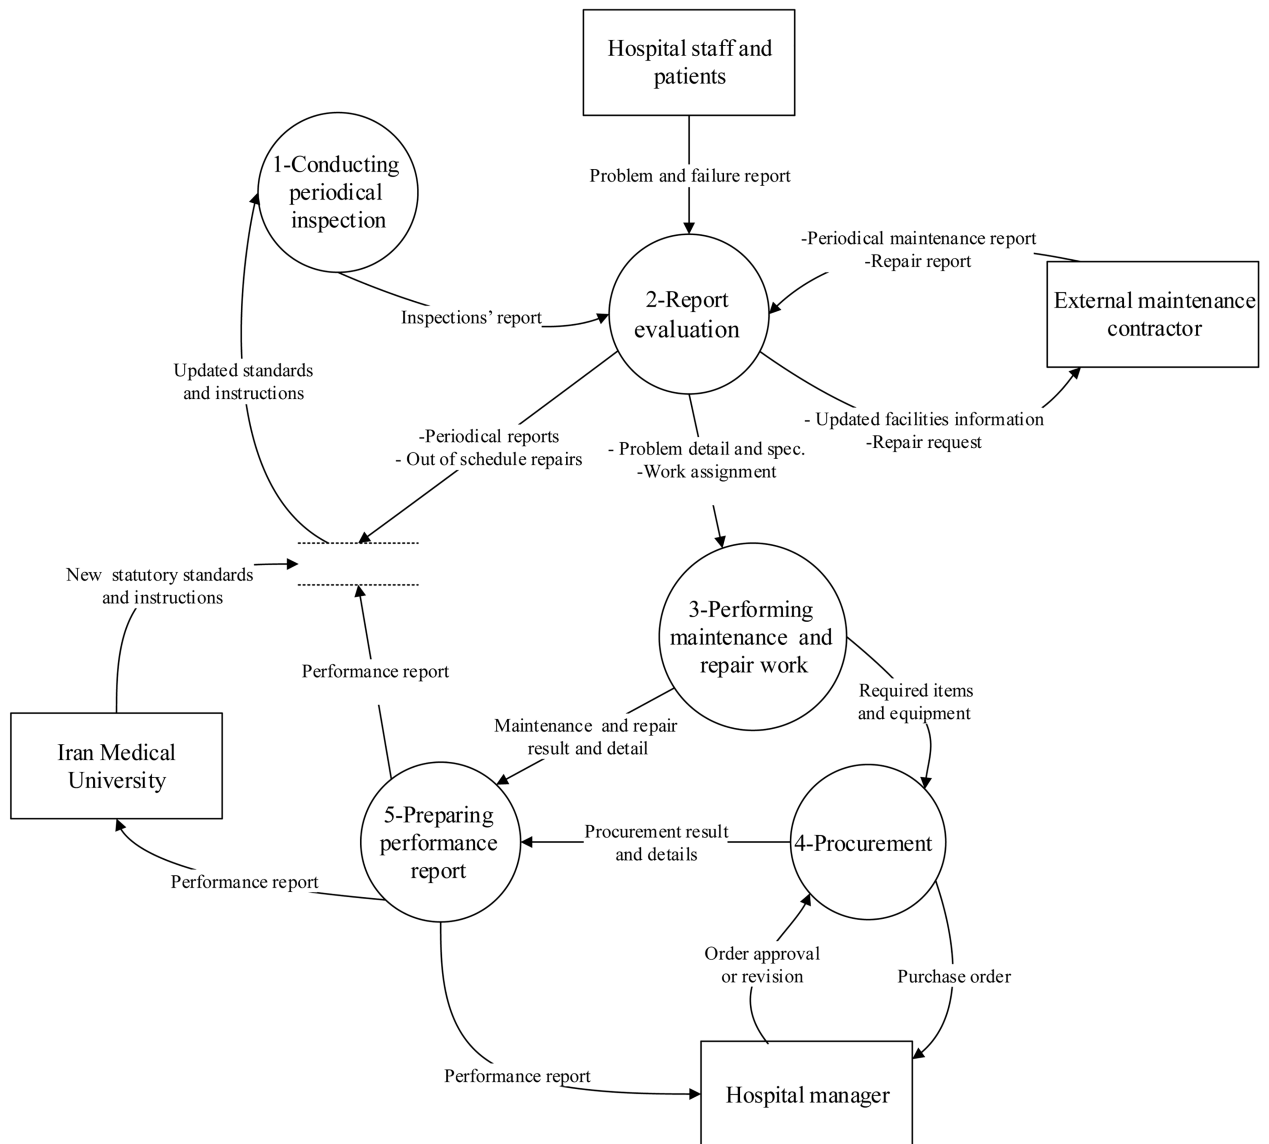 Hospital staff and
patients
1-Conducting
periodical
inspection
Problem and failure report
-Periodical maintenance report
-Repair report
2-Report
evaluation
External maintenance
contractor
Inspections’ report
Updated standards
and instructions
-Periodical reports
- Out of schedule repairs
- Problem detail and spec.
-Work assignment
- Updated facilities information
-Repair request
New statutory standards
and instructions
3-Performing
maintenance and
repair work
Performance report
Required items
and equipment
Maintenance and repair
result and detail
Iran Medical
University
5-Preparing
performance
report
Procurement result
and details
4-Procurement
Performance report
Order approval
or revision
Purchase order
Performance report
Hospital manager